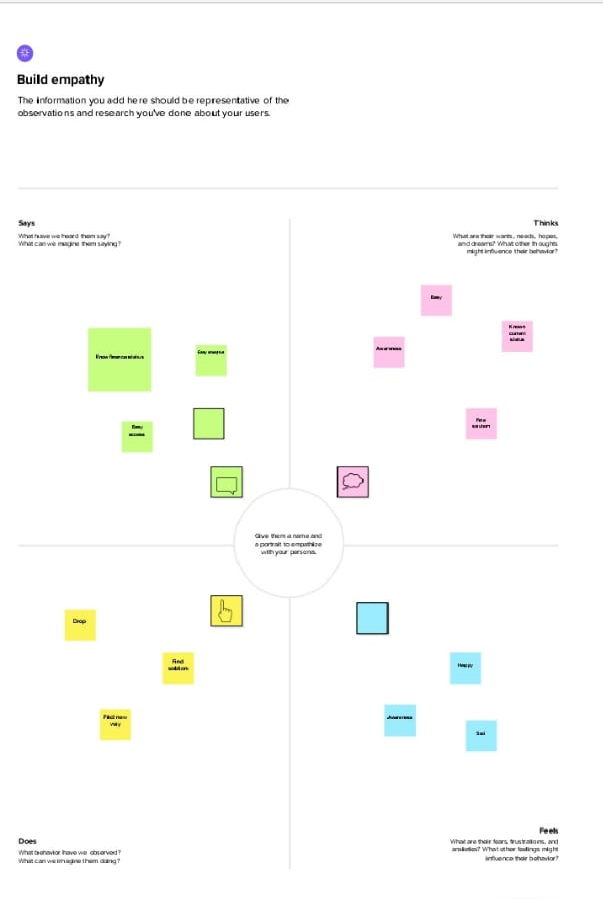 Build empathy
The information you add here should be representative of the
observations and research you've done about your users.
Says
What have we heard them say?
What can we imagine them saying?
Thinks
What are their wants, needs, hopes,
and dreams? What other thoughts
might influence their behavior?
Easy
Known
current
status
Awareness
Know financial status
Easy
access
Give them a name and
a portrait to empathize
with your persona.
Drop
Find
solution
Find new
way
Happy
Awareness
Sad
Does
What behavior have we observed?
What can we imagine them doing?
Feels
What are their fears, frustrations, and
anxieties? What other feelings might
influence their behavior?